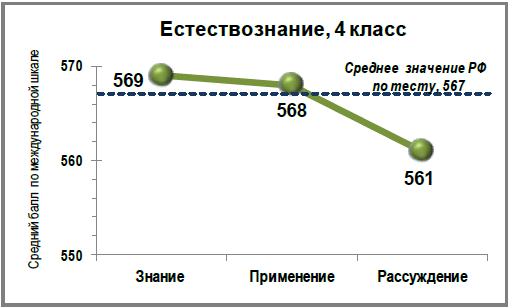 Естествознание, 4 класс
Средний балл по международной шкале
570
560
550
569
568
561
Среднее значение РФ
по тесту, 567
Знание
Применение
Рассуждение